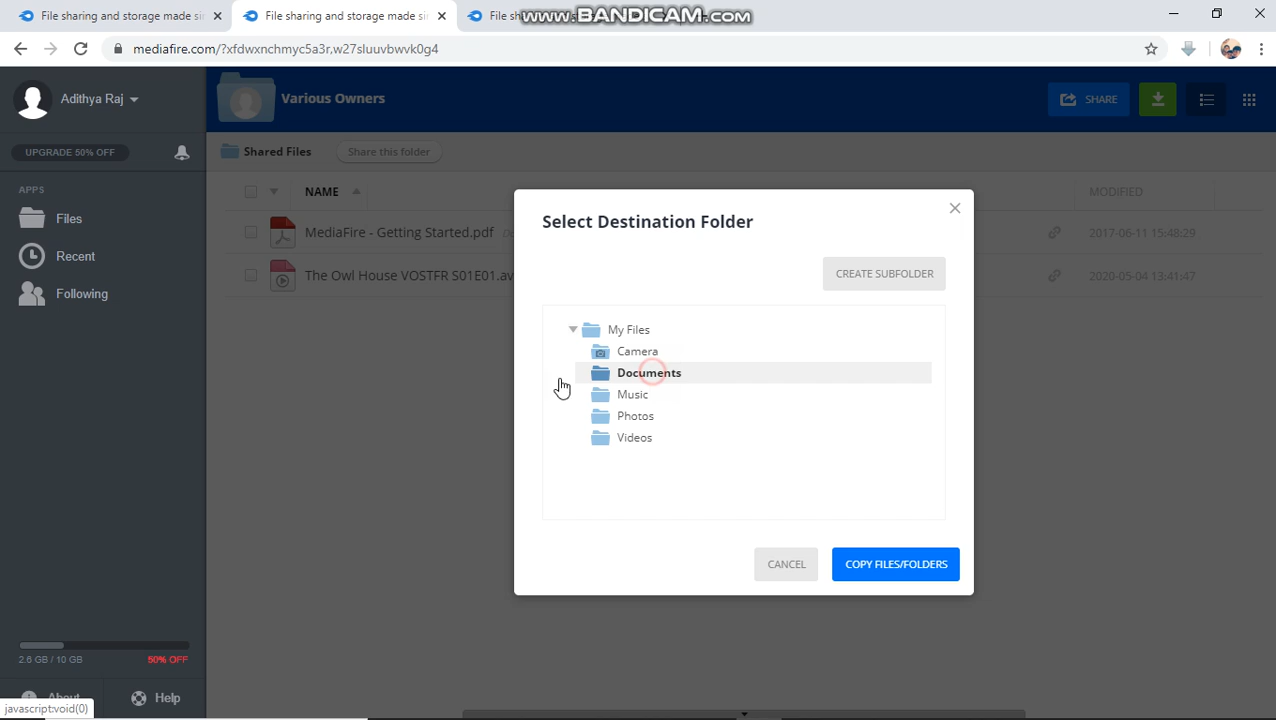 File sharing and storage made sim
File sharing and storage made sim
File sh
www.BANDICAM.com
mediafire.com/?xfdwxnchmyc5a3r,w27sluuvbwvk0g4
Adithya Raj
Various Owners
SHARE
UPGRADE 50% OFF
Shared Files
Share this folder
APPS
NAME
MODIFIED
Files
MediaFire - Getting Started.pdf
2017-06-11 15:48:29
Recent
The Owl House VOSTFR S01E01.av
2020-05-04 13:41:47
Following
Select Destination Folder
CREATE SUBFOLDER
My Files
Camera
Documents
Music
Photos
Videos
CANCEL
COPY FILES/FOLDERS
2.6 GB / 10 GB
50% OFF
About
Help
javascript:void(0)